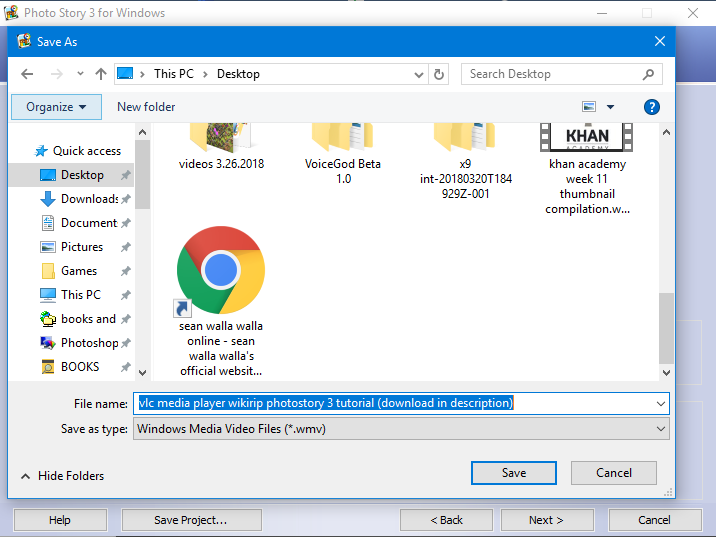 Photo Story 3 for Windows
Save As
This PC
Desktop
Search Desktop
Organize
New folder
?
Quick access
Desktop
Downloads
Document
Pictures
Games
This PC
books and
Photoshop
BOOKS
videos 3.26.2018
VoiceGod Beta
1.0
x9
int-20180320T184
929Z-001
KHAN
ACADEMY
khan academy
week 11
thumbnail
compilation.w...
sean walla walla
online - sean
walla walla's
official websit...
File name:
vlc media player wikirip photostory 3 tutorial (download in description)
Save as type:
Windows Media Video Files (*.wmv)
Hide Folders
Save
Cancel
Help
Save Project...
< Back
Next >
Cancel